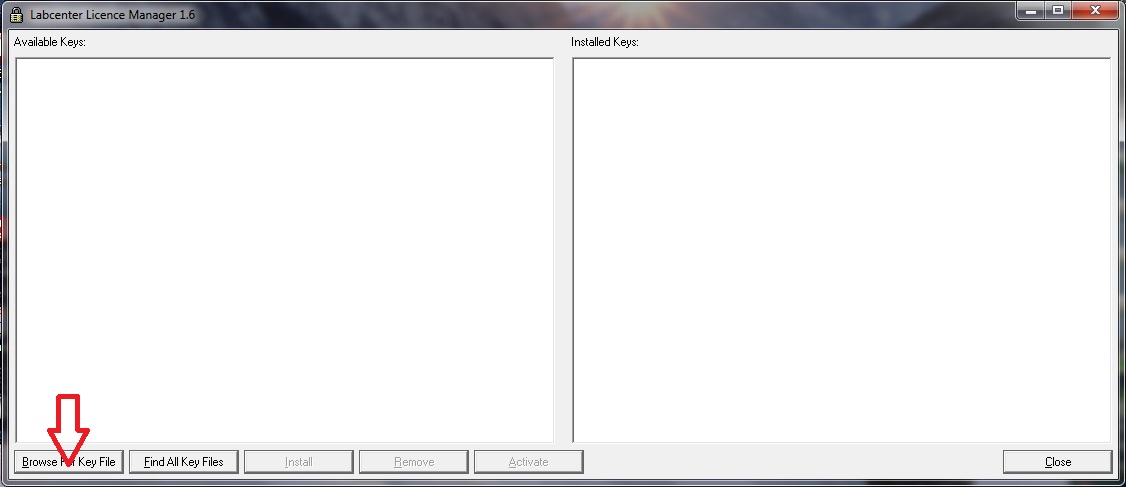 Labcenter Licence Manager 1.6
Available Keys:
Installed Keys:
Browse For Key File
Find All Key Files
Install
Remove
Activate
Close